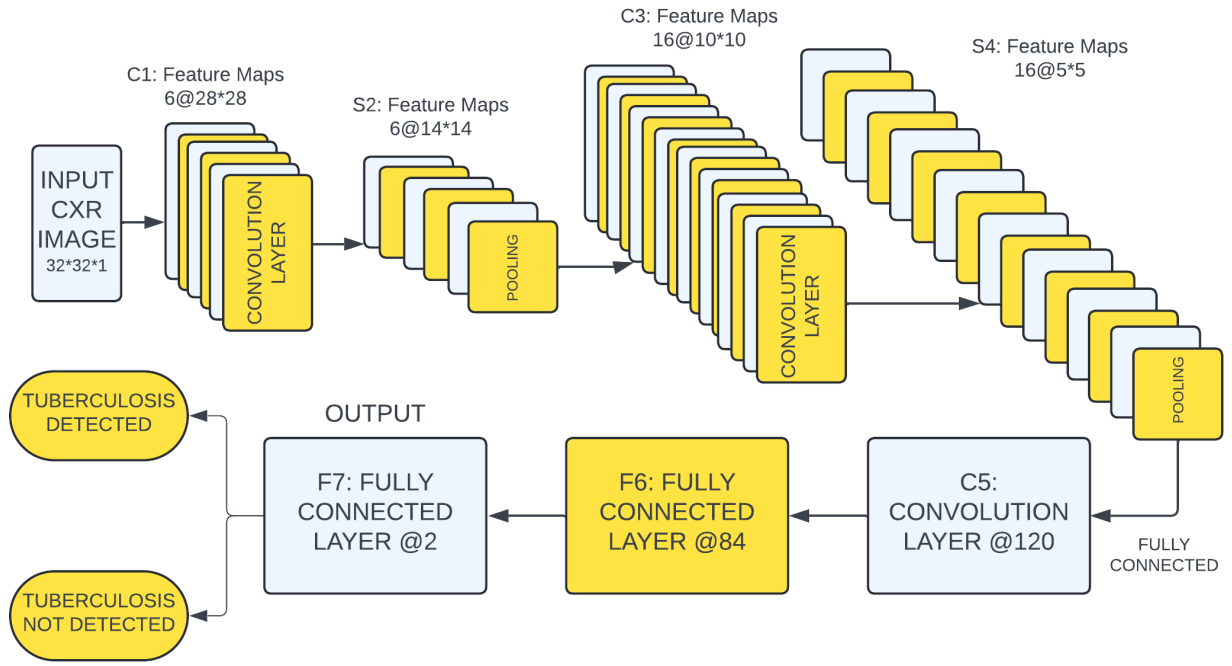 C1: Feature Maps
6@28*28
S2: Feature Maps
6@14*14
C3: Feature Maps
16@10*10
S4: Feature Maps
16@5*5
INPUT
CXR
IMAGE
32*32*1
CONVOLUTION
LAYER
POOLING
CONVOLUTION
LAYER
POOLING
TUBERCULOSIS
DETECTED
TUBERCULOSIS
NOT DETECTED
OUTPUT
F7: FULLY
CONNECTED
LAYER @2
F6: FULLY
CONNECTED
LAYER @84
C5:
CONVOLUTION
LAYER @120
FULLY
CONNECTED